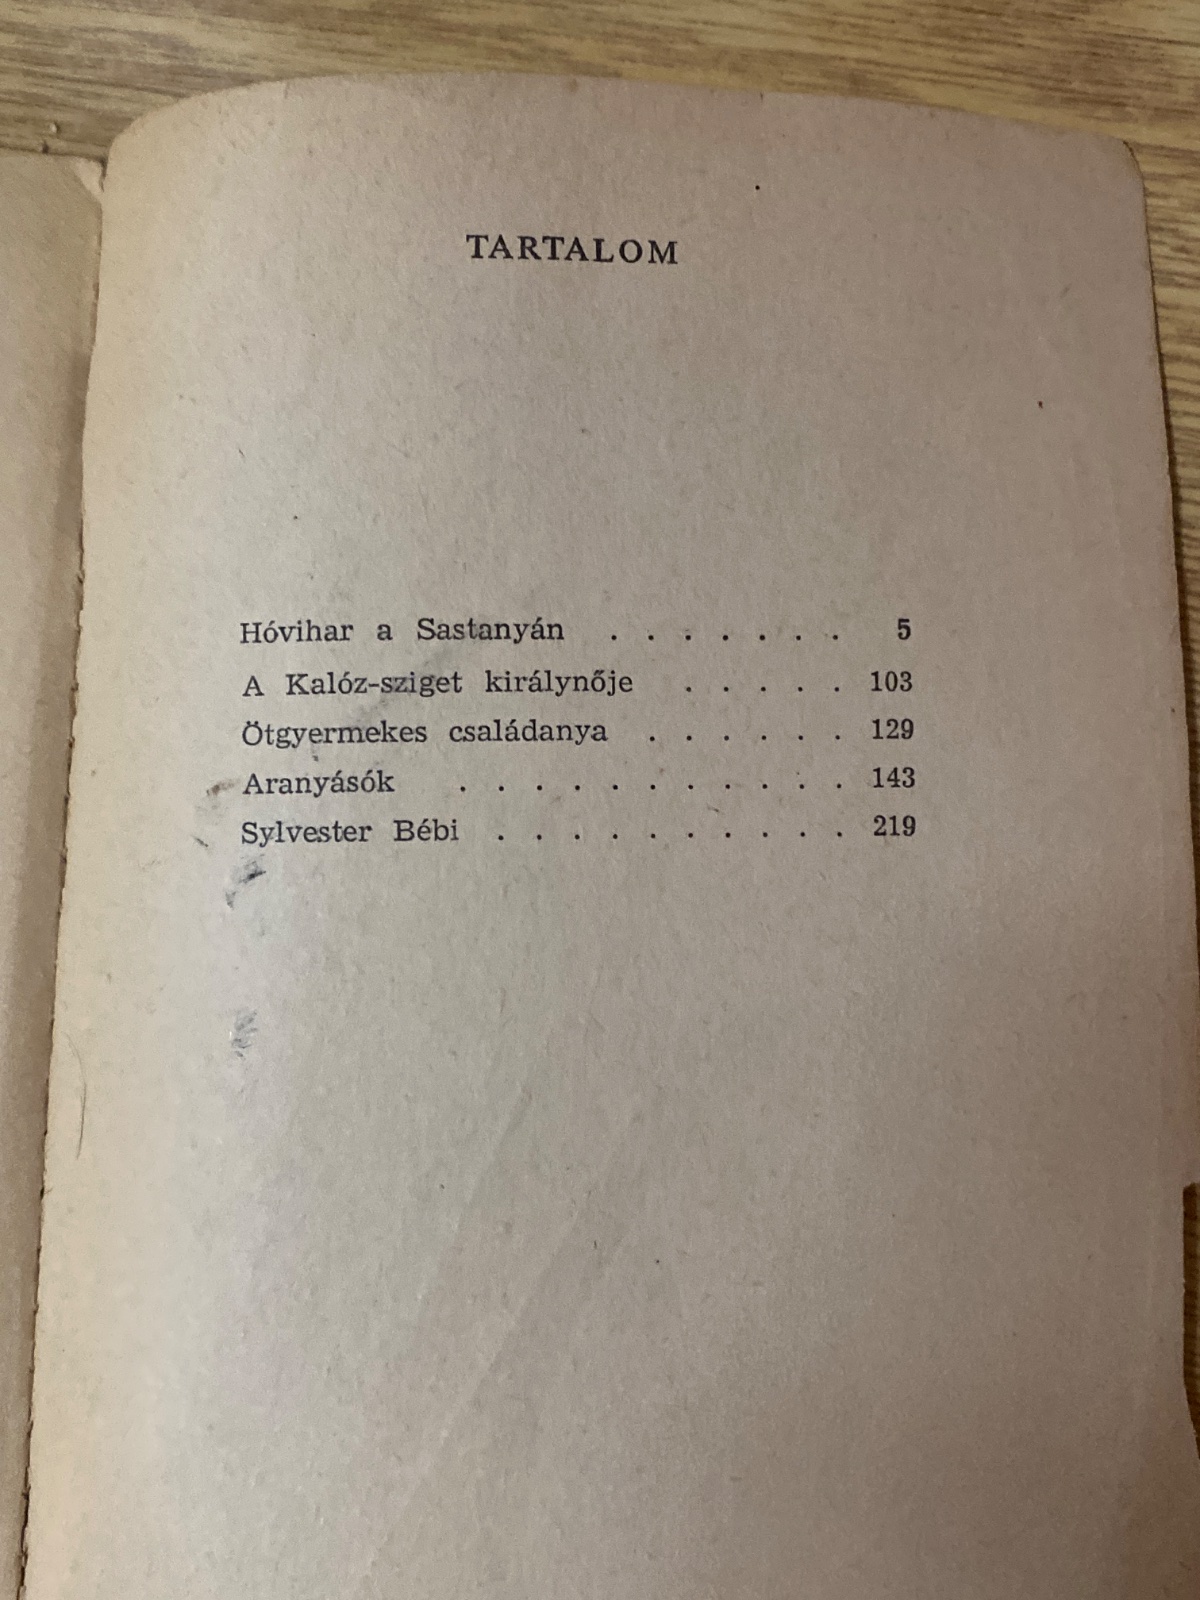 TARTALOM
Hóvihar a Sastanyán . . . . . . . 5
A Kalóz-sziget királynője . . . . . 103
Ötgyermekes családanya . . . . . . 129
Aranyásók . . . . . . . . . . . 143
Sylvester Bébi . . . . . . . . . . 219